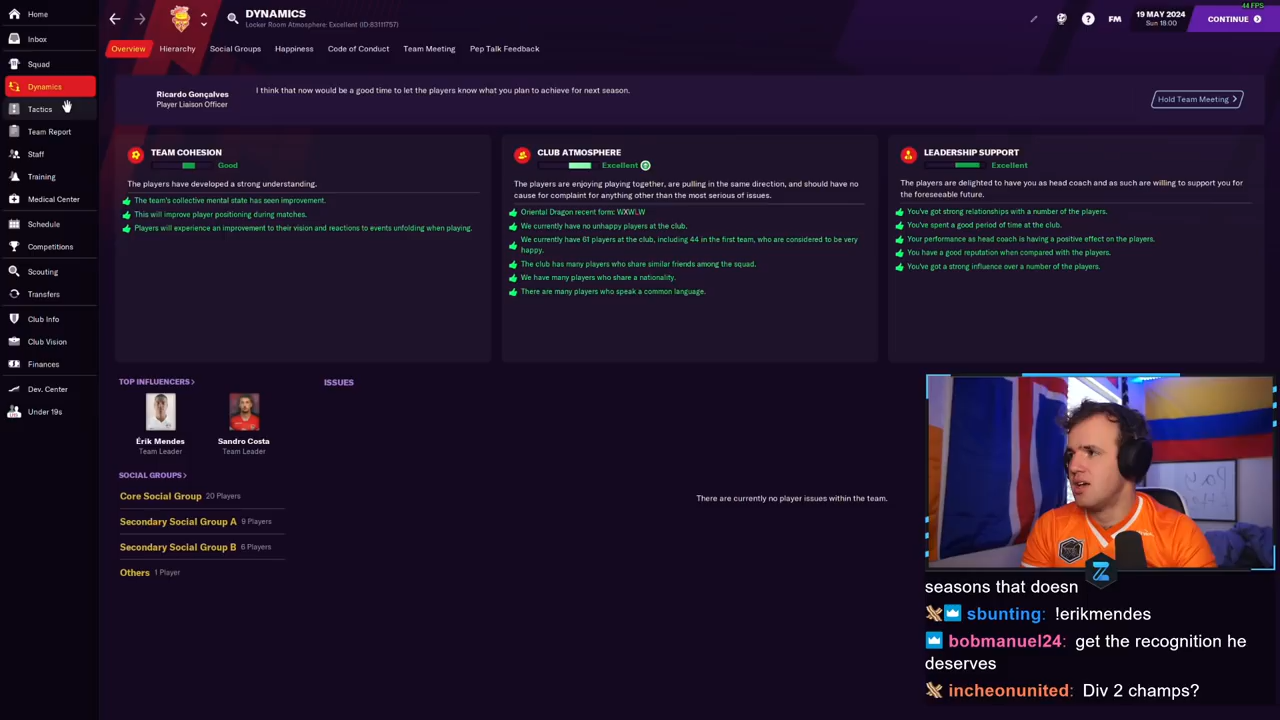 44 FPS
Home
Inbox
Squad
Dynamics
Tactics
Team Report
Staff
Training
Medical Center
Schedule
Competitions
Scouting
Transfers
Club Info
Club Vision
Finances
Dev. Center
Under 19s
DYNAMICS
Locker Room Atmosphere: Excellent (ID:83111757)
FM
19 MAY 2024
Sun 18:00
CONTINUE
Overview
Hierarchy
Social Groups
Happiness
Code of Conduct
Team Meeting
Pep Talk Feedback
Ricardo Gonçalves
Player Liaison Officer
I think that now would be a good time to let the players know what you plan to achieve for next season.
Hold Team Meeting
TEAM COHESION
Good
The players have developed a strong understanding.
The team's collective mental state has seen improvement.
This will improve player positioning during matches.
Players will experience an improvement to their vision and reactions to events unfolding when playing.
CLUB ATMOSPHERE
Excellent
The players are enjoying playing together, are pulling in the same direction, and should have no
cause for complaint for anything other than the most serious of issues.
Oriental Dragon recent form: WXWLW
We currently have no unhappy players at the club.
We currently have 61 players at the club, including 44 in the first team, who are considered to be very
happy.
The club has many players who share similar friends among the squad.
We have many players who share a nationality.
There are many players who speak a common language.
LEADERSHIP SUPPORT
Excellent
The players are delighted to have you as head coach and as such are willing to support you for
the foreseeable future.
You've got strong relationships with a number of the players.
You've spent a good period of time at the club.
Your performance as head coach is having a positive effect on the players.
You have a good reputation when compared with the players.
You've got a strong influence over a number of the players.
TOP INFLUENCERS
Érik Mendes
Team Leader
Sandro Costa
Team Leader
SOCIAL GROUPS
Core Social Group 20 Players
Secondary Social Group A 9 Players
Secondary Social Group B 6 Players
Others 1 Player
ISSUES
There are currently no player issues within the team.
seasons that doesn
sbunting: !erikmendes
bobmanuel24: get the recognition he
deserves
incheonunited: Div 2 champs?